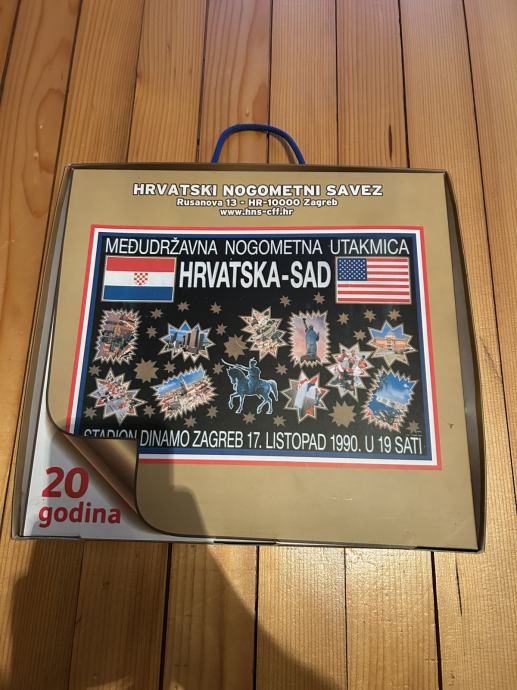 HRVATSKI NOGOMETNI SAVEZ
Rusanova 13 - HR-10000 Zagreb
www.hns-cff.hr
MEĐUDRŽAVNA NOGOMETNA UTAKMICA
HRVATSKA-SAD
STADION DINAMO ZAGREB 17. LISTOPAD 1990. U 19 SATI
20
godina